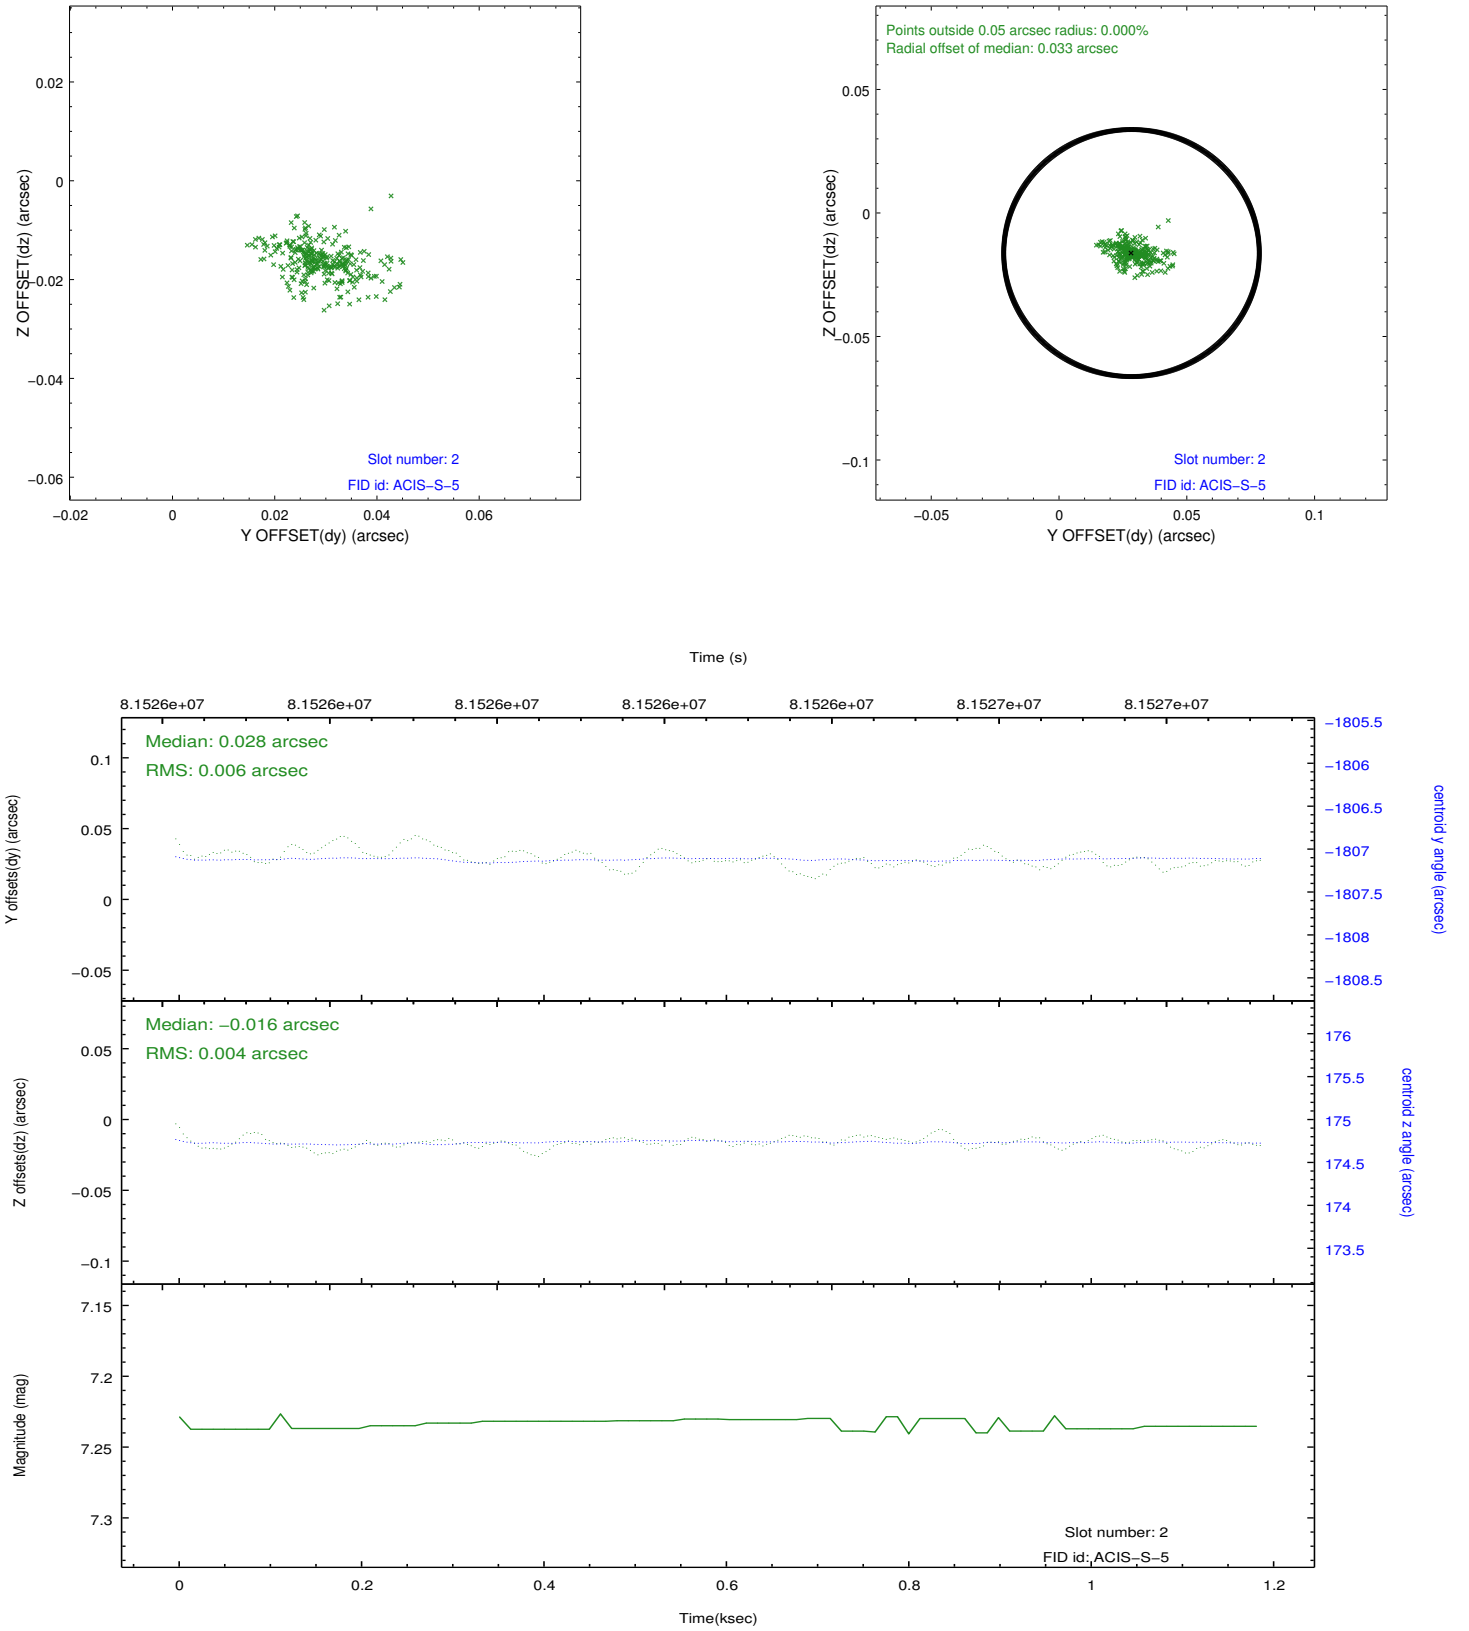 0.02
0
−0.02
−0.04
−0.06
Z OFFSET(dz) (arcsec)
Slot number: 2
FID id: ACIS−S−5
−0.02 0 0.02 0.04 0.06
Y OFFSET(dy) (arcsec)
Points outside 0.05 arcsec radius: 0.000%
Radial offset of median: 0.033 arcsec
0.05
0
−0.05
−0.1
Z OFFSET(dz) (arcsec)
Slot number: 2
FID id: ACIS−S−5
−0.05 0 0.05 0.1
Y OFFSET(dy) (arcsec)
Time (s)
8.1526e+07 8.1526e+07 8.1526e+07 8.1526e+07 8.1526e+07 8.1527e+07 8.1527e+07
Median: 0.028 arcsec
RMS: 0.006 arcsec
0.1
0.05
0
−0.05
Y offsets(dy) (arcsec)
−1805.5
−1806
−1806.5
−1807
−1807.5
−1808
−1808.5
centroid y angle (arcsec)
Median: −0.016 arcsec
RMS: 0.004 arcsec
0.05
0
−0.05
−0.1
Z offsets(dz) (arcsec)
176
175.5
175
174.5
174
173.5
centroid z angle (arcsec)
7.15
7.2
7.25
7.3
Magnitude (mag)
Slot number: 2
FID id: ACIS−S−5
0 0.2 0.4 0.6 0.8 1 1.2
Time(ksec)